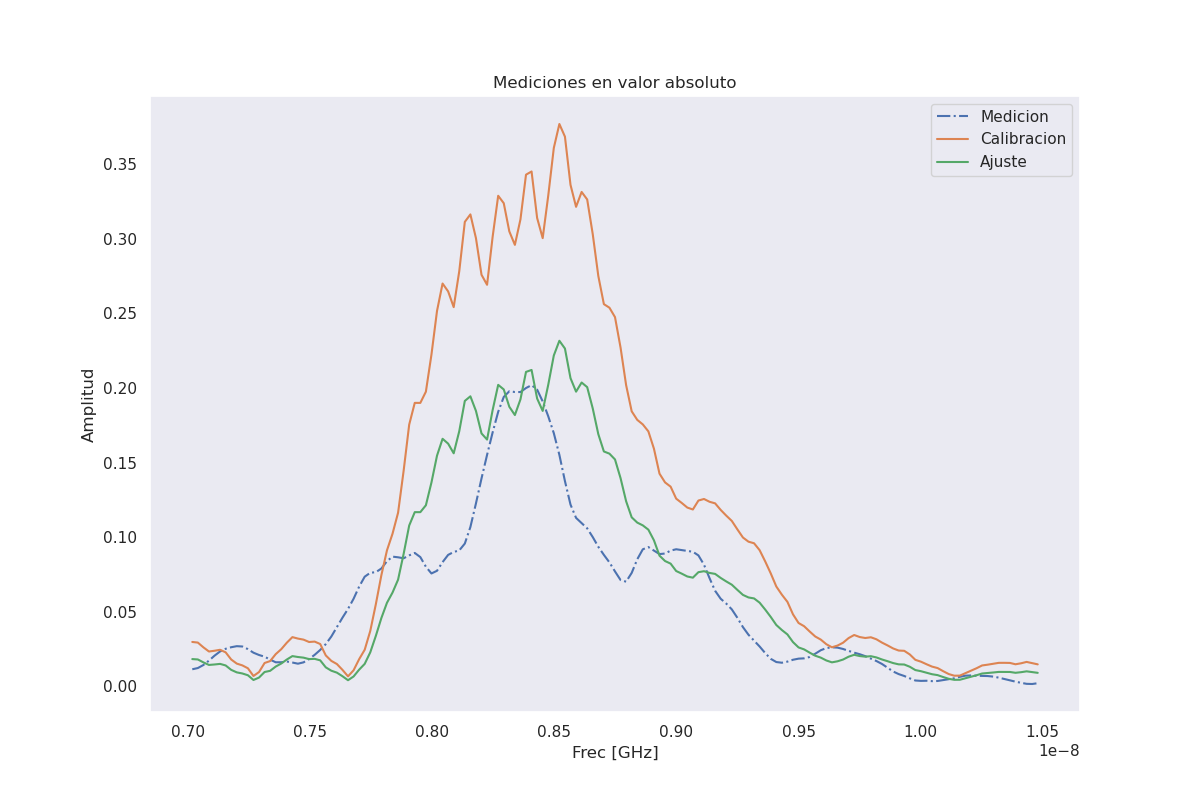 Mediciones en valor absoluto
Medicion
Calibracion
Ajuste
0.35
0.30
0.25
0.20
0.15
0.10
0.05
0.00
Amplitud
0.70 0.75 0.80 0.85 0.90 0.95 1.00 1.05
Frec [GHz]
1e−8